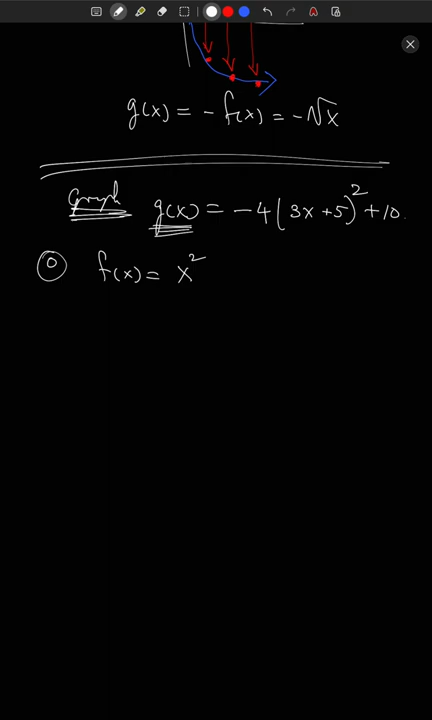 g(x) = - f(x) = -√x
Graph g(x) = -4(3x+5)² +10.
⓪ f(x) = x²